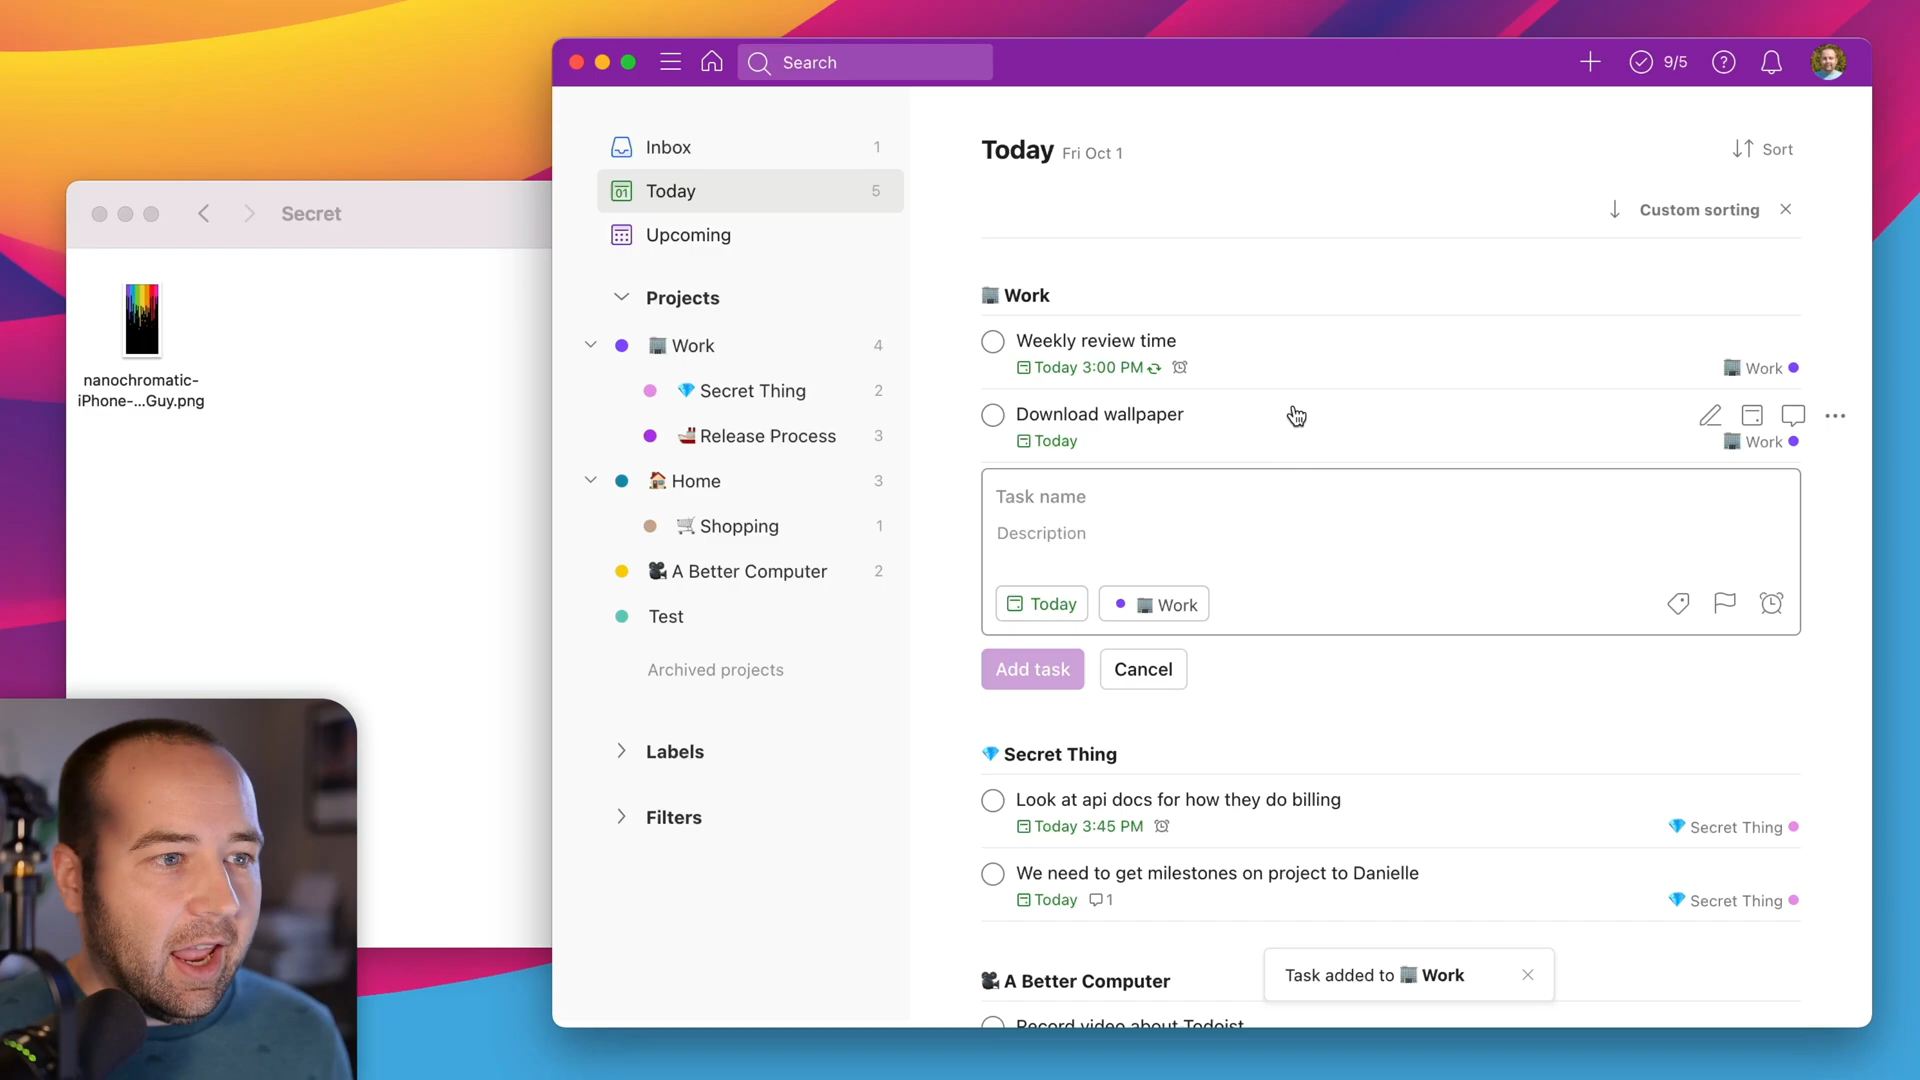 Search
9/5
Secret
nanochromatic-
iPhone-...Guy.png
Inbox 1
01 Today 5
Upcoming
Projects
Work 4
Secret Thing 2
Release Process 3
Home 3
Shopping 1
A Better Computer 2
Test
Archived projects
Labels
Filters
Today Fri Oct 1
Sort
Custom sorting
Work
Weekly review time
Today 3:00 PM
Work
Download wallpaper
Today
Work
Task name
Description
Today
Work
Add task
Cancel
Secret Thing
Look at api docs for how they do billing
Today 3:45 PM
Secret Thing
We need to get milestones on project to Danielle
Today 1
Secret Thing
A Better Computer
Record video about Todoist
Task added to Work